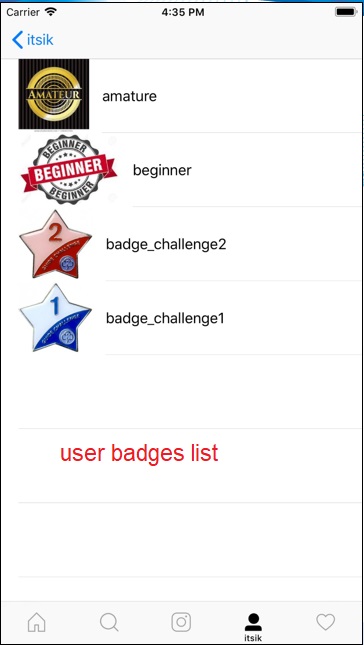 Carrier 4:35 PM
itsik
AMATEUR
amature
BEGINNER
BEGINNER
BEGINNER
beginner
2
badge_challenge2
1
badge_challenge1
user badges list
itsik